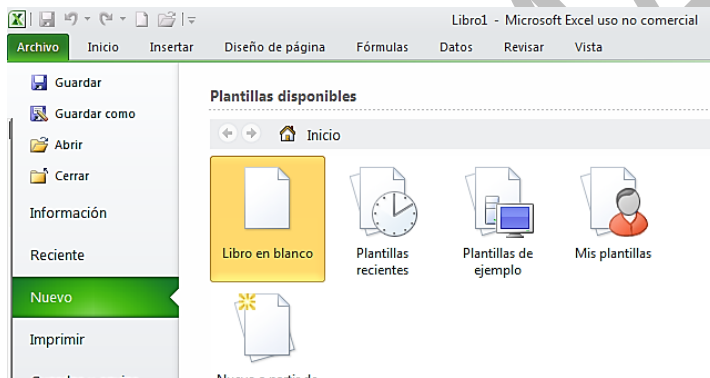 Libro1 - Microsoft Excel uso no comercial
Archivo Inicio Insertar Diseño de página Fórmulas Datos Revisar Vista
Guardar
Guardar como
Abrir
Cerrar
Información
Reciente
Nuevo
Imprimir
Plantillas disponibles
Inicio
Libro en blanco
Plantillas
recientes
Plantillas de
ejemplo
Mis plantillas